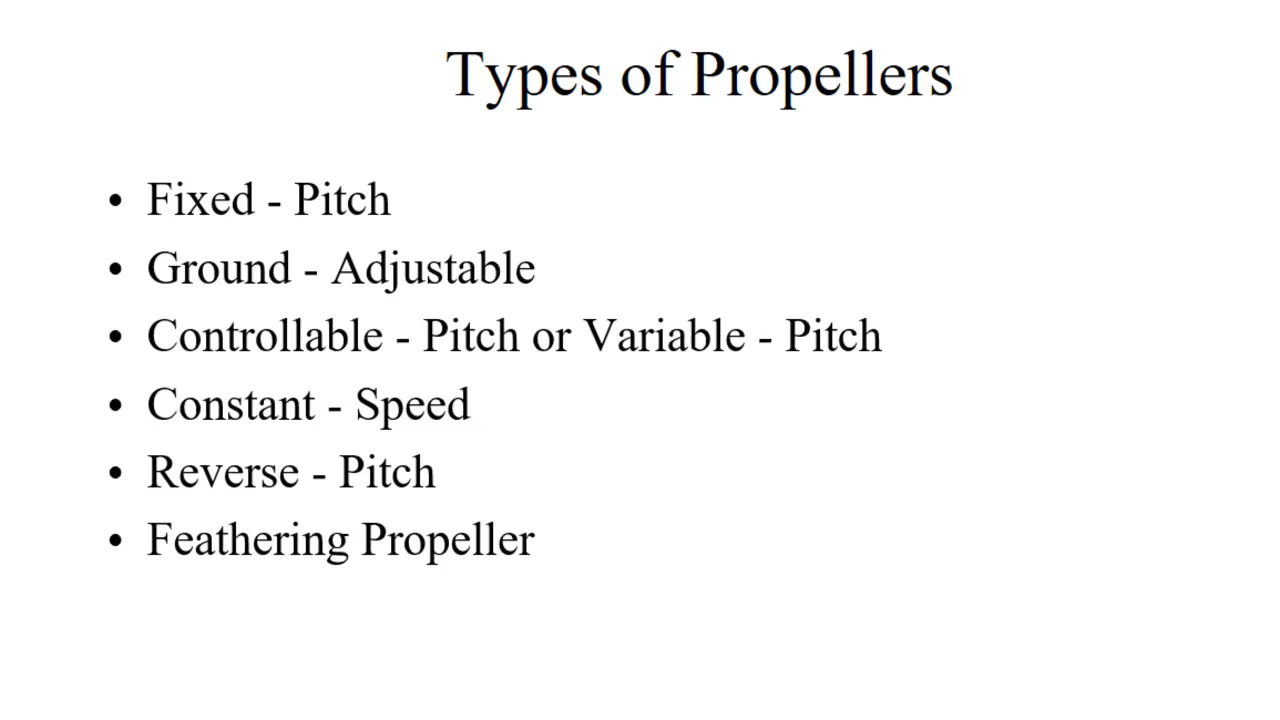 Types of Propellers
• Fixed - Pitch
• Ground - Adjustable
• Controllable - Pitch or Variable - Pitch
• Constant - Speed
• Reverse - Pitch
• Feathering Propeller